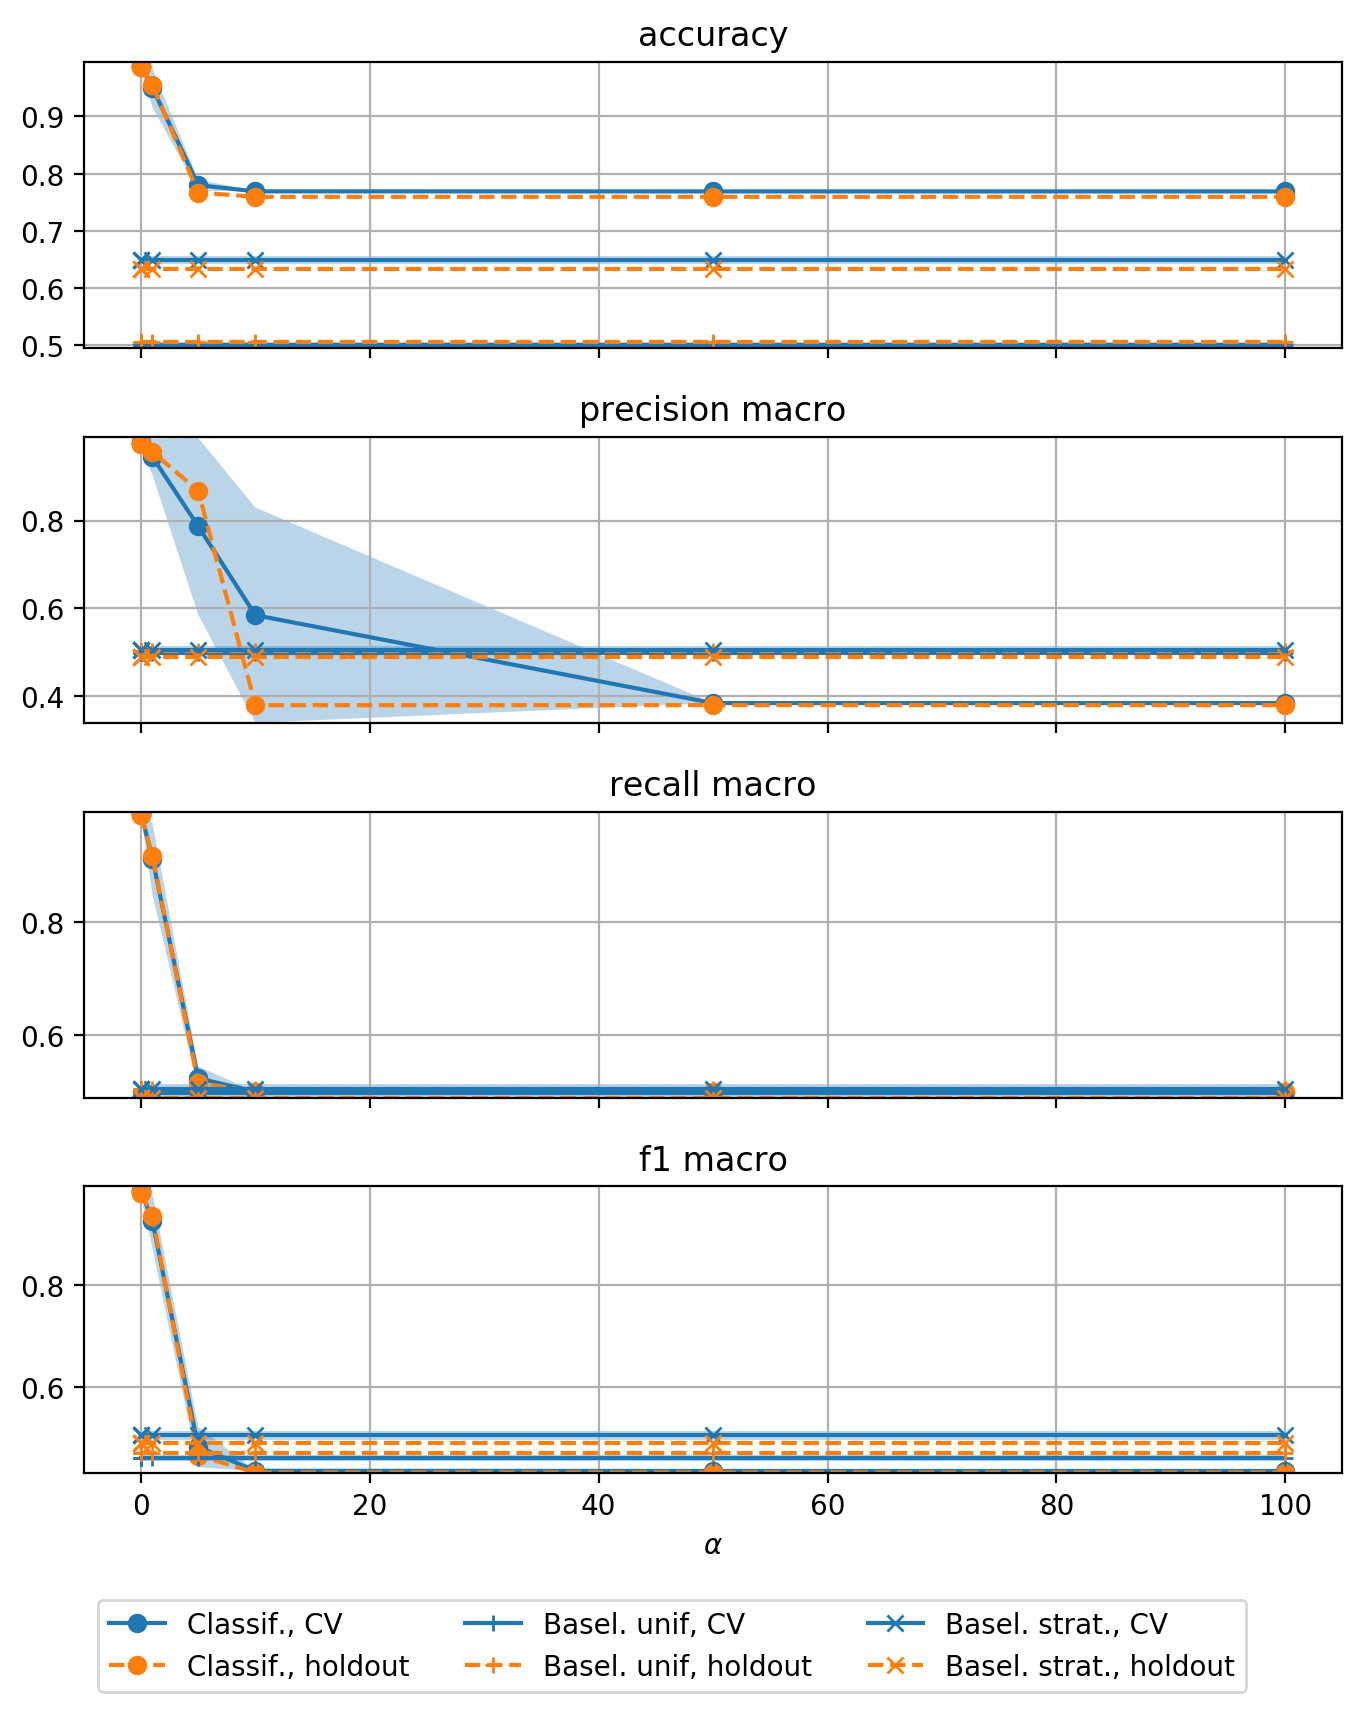 accuracy
0.9
0.8
0.7
0.6
0.5
precision macro
0.8
0.6
0.4
recall macro
0.8
0.6
f1 macro
0.8
0.6
0 20 40 60 80 100
α
Classif., CV Basel. unif, CV Basel. strat., CV
Classif., holdout Basel. unif, holdout Basel. strat., holdout